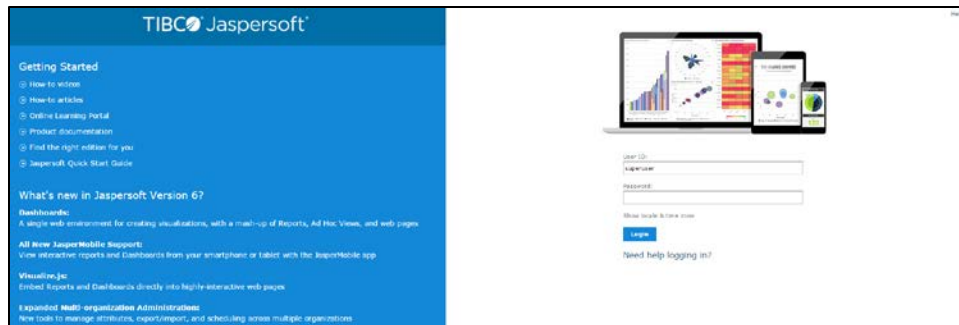 TIBCO Jaspersoft
Getting Started
How-to videos
How-to articles
Online Learning Portal
Product documentation
Find the right edition for you
Jaspersoft Quick Start Guide
What's new in Jaspersoft Version 6?
Dashboards:
A single web environment for creating visualizations, with a mash-up of Reports, Ad Hoc Views, and web pages
All New JasperMobile Support:
View interactive reports and Dashboards from your smartphone or tablet with the JasperMobile app
Visualize.js:
Embed Reports and Dashboards directly into highly-interactive web pages
Expanded Multi-organization Administration:
New tools to manage attributes, export/import, and scheduling across multiple organizations
User ID:
superuser
Password:
Show locale & time zone
Login
Need help logging in?